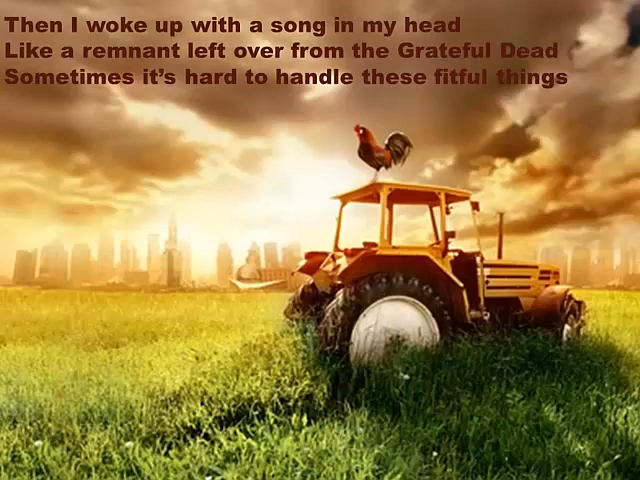 Then I woke up with a song in my head
Like a remnant left over from the Grateful Dead
Sometimes it’s hard to handle these fitful things